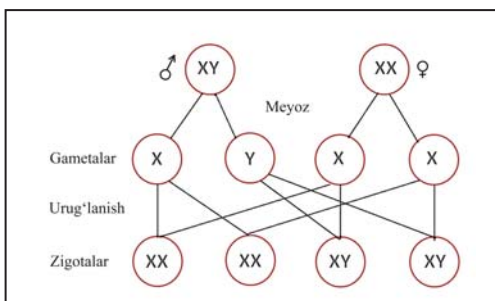 ♂ XY XX ♀
Meyoz
Gametalar X Y X X
Urug‘lanish
Zigotalar XX XX XY XY